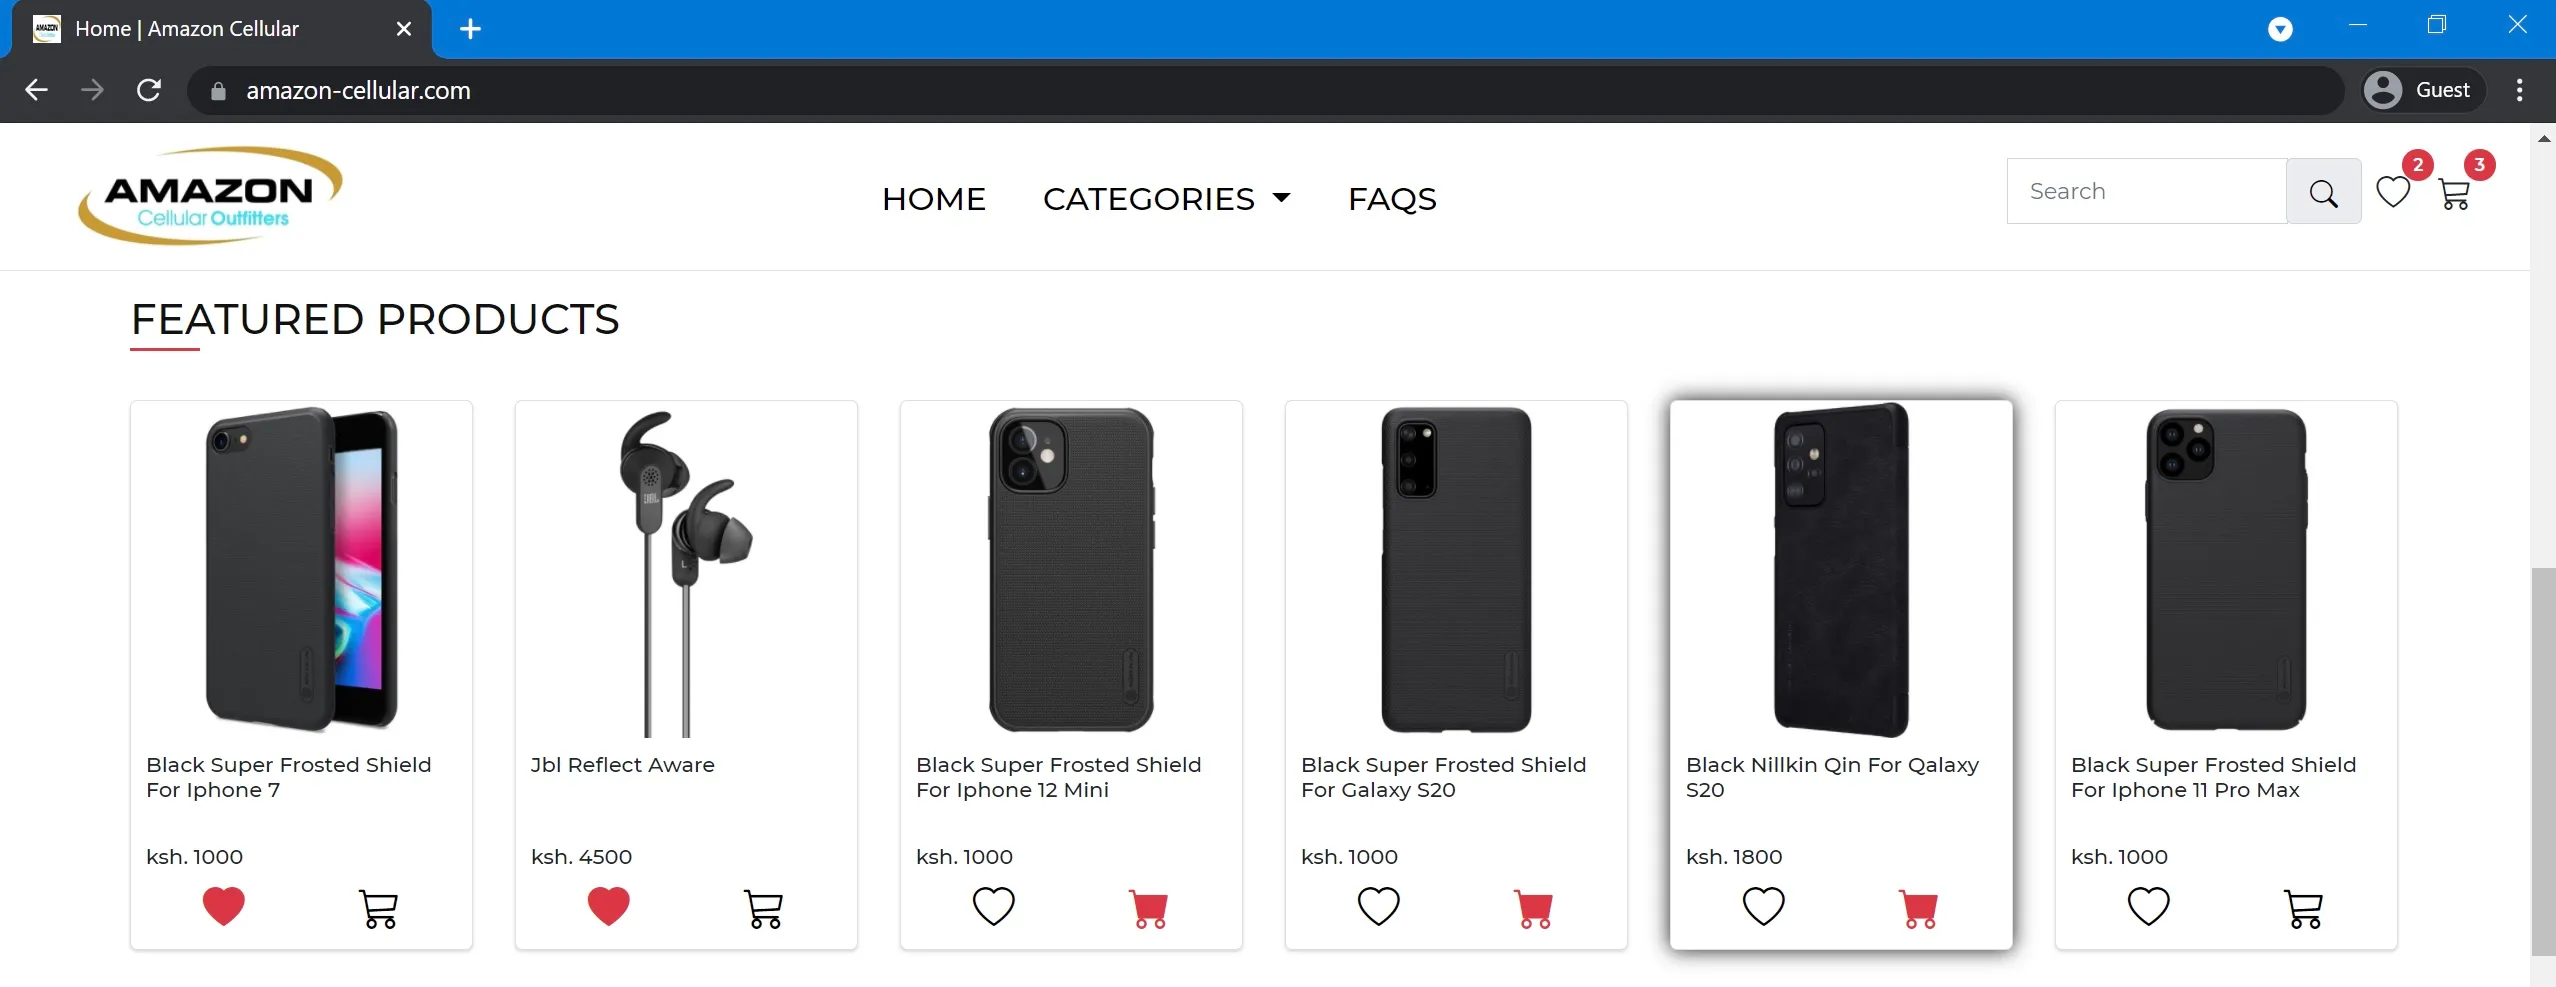 Home | Amazon Cellular
amazon-cellular.com
Guest
AMAZON
Cellular Outfitters
HOME
CATEGORIES
FAQS
Search
2
3
FEATURED PRODUCTS
Black Super Frosted Shield
For Iphone 7
ksh. 1000
Jbl Reflect Aware
ksh. 4500
Black Super Frosted Shield
For Iphone 12 Mini
ksh. 1000
Black Super Frosted Shield
For Galaxy S20
ksh. 1000
Black Nillkin Qin For Qalaxy
S20
ksh. 1800
Black Super Frosted Shield
For Iphone 11 Pro Max
ksh. 1000